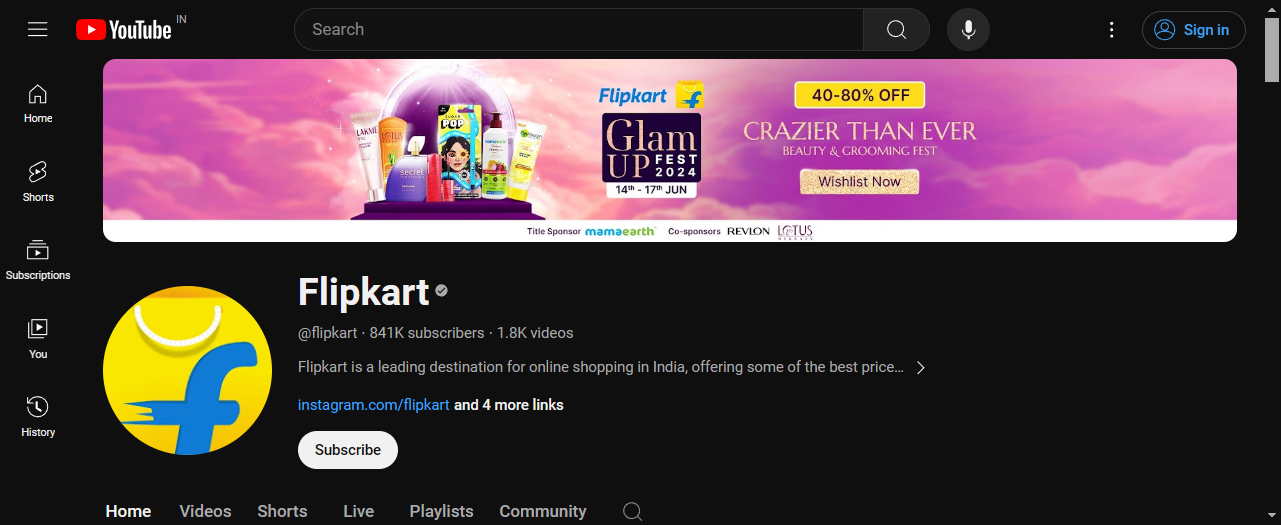 YouTube IN
Search
Sign in
Home
Shorts
Subscriptions
You
History
Flipkart
Glam
UP FEST
2024
14th - 17th JUN
40-80% OFF
CRAZIER THAN EVER
BEAUTY & GROOMING FEST
Wishlist Now
LAKMÉ
LOTUS
SUGAR
POP
secret
GARNIER
Title Sponsor mamaearth Co-sponsors REVLON LOTUS
HERBALS
Flipkart
@flipkart · 841K subscribers · 1.8K videos
Flipkart is a leading destination for online shopping in India, offering some of the best price...
instagram.com/flipkart and 4 more links
Subscribe
Home Videos Shorts Live Playlists Community